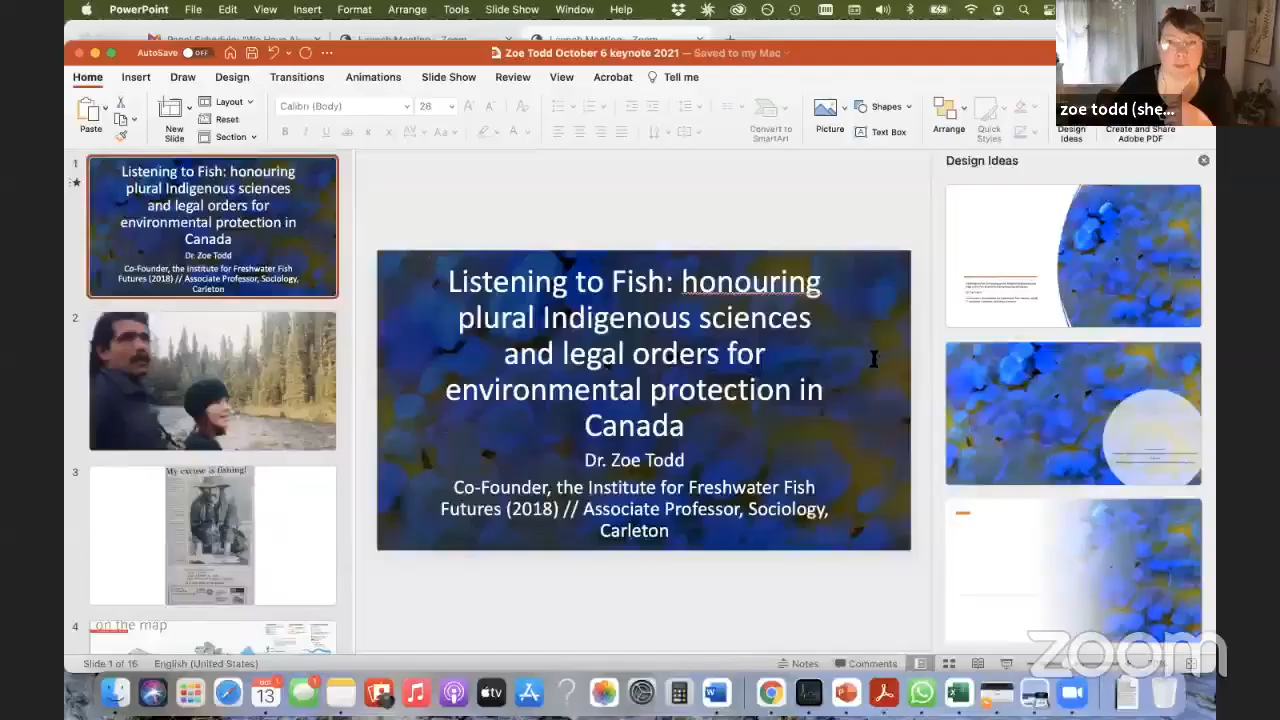 PowerPoint File Edit View Insert Format Arrange Tools Slide Show Window Help
AutoSave OFF
Zoe Todd October 6 keynote 2021 — Saved to my Mac
Home Insert Draw Design Transitions Animations Slide Show Review View Acrobat Tell me
Paste
New Slide
Layout
Reset
Section
Calibri (Body) 28
Convert to SmartArt
Picture
Shapes
Text Box
Arrange
Quick Styles
Design Ideas
Create and Share Adobe PDF
zoe todd (she...
1
Listening to Fish: honouring
plural Indigenous sciences
and legal orders for
environmental protection in
Canada
Dr. Zoe Todd
Co-Founder, the Institute for Freshwater Fish
Futures (2018) // Associate Professor, Sociology,
Carleton
2
3
My excuse is fishing!
4
on the map
Listening to Fish: honouring
plural Indigenous sciences
and legal orders for
environmental protection in
Canada
Dr. Zoe Todd
Co-Founder, the Institute for Freshwater Fish
Futures (2018) // Associate Professor, Sociology,
Carleton
Design Ideas
Slide 1 of 16 English (United States)
Notes Comments
zoom
OCT
13
tv